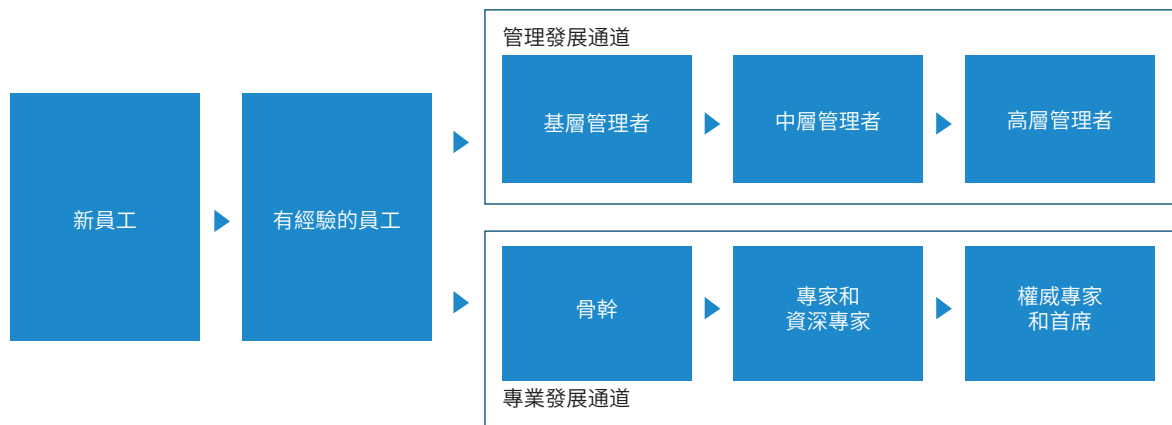 新員工
有經驗的員工
管理發展通道
基層管理者
中層管理者
高層管理者
骨幹
專家和
資深專家
權威專家
和首席
專業發展通道